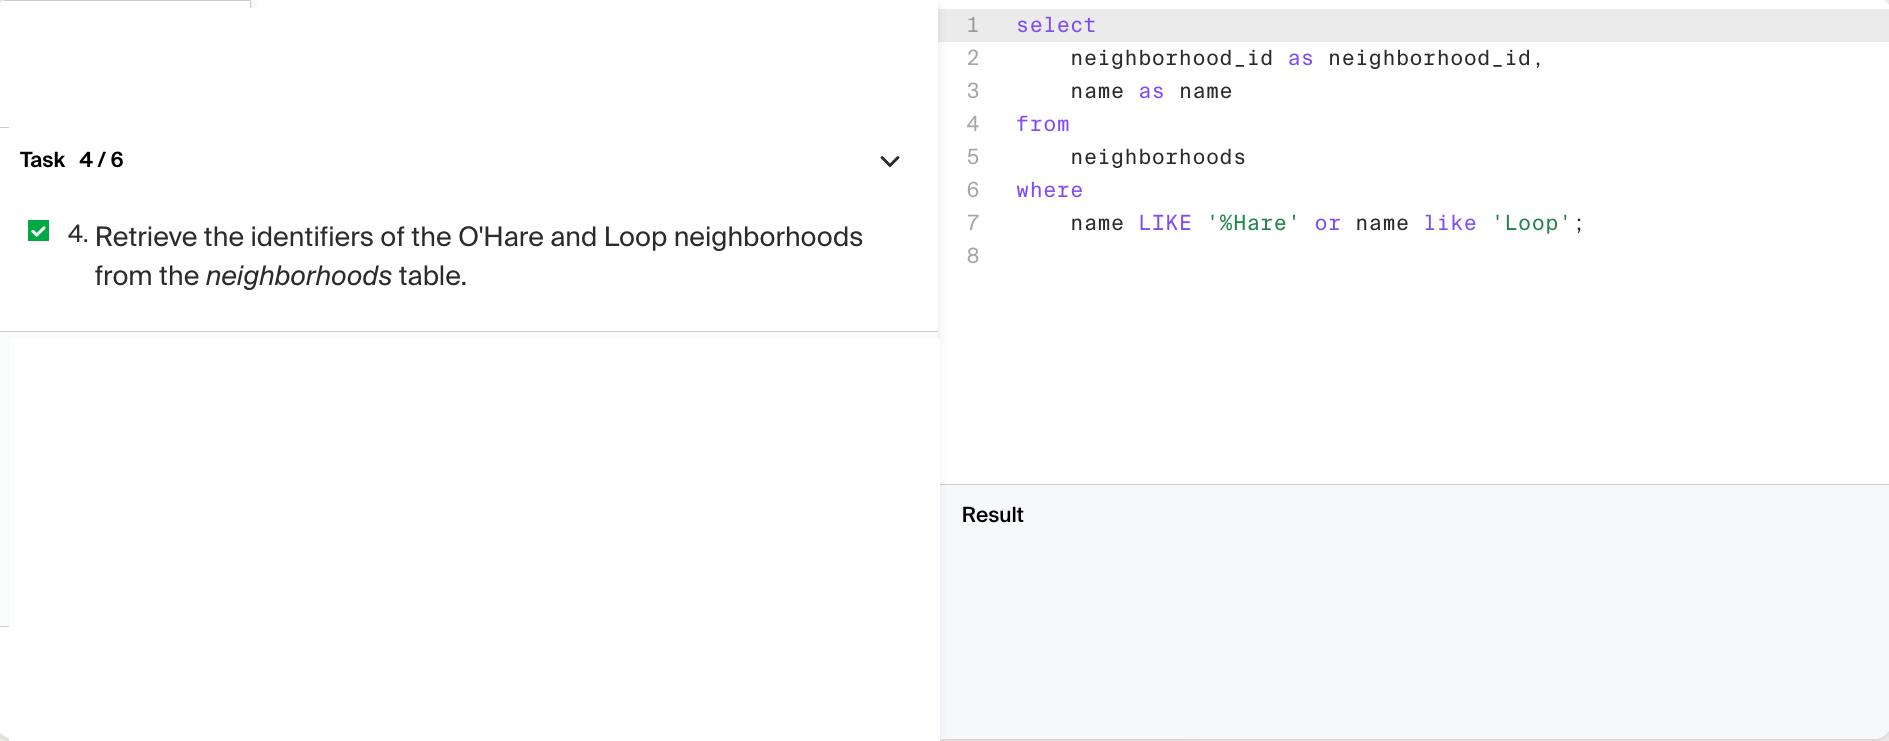 Task 4 / 6
4. Retrieve the identifiers of the O'Hare and Loop neighborhoods
from the neighborhoods table.
1 select
2     neighborhood_id as neighborhood_id,
3     name as name
4 from
5     neighborhoods
6 where
7     name LIKE '%Hare' or name like 'Loop';
8
Result